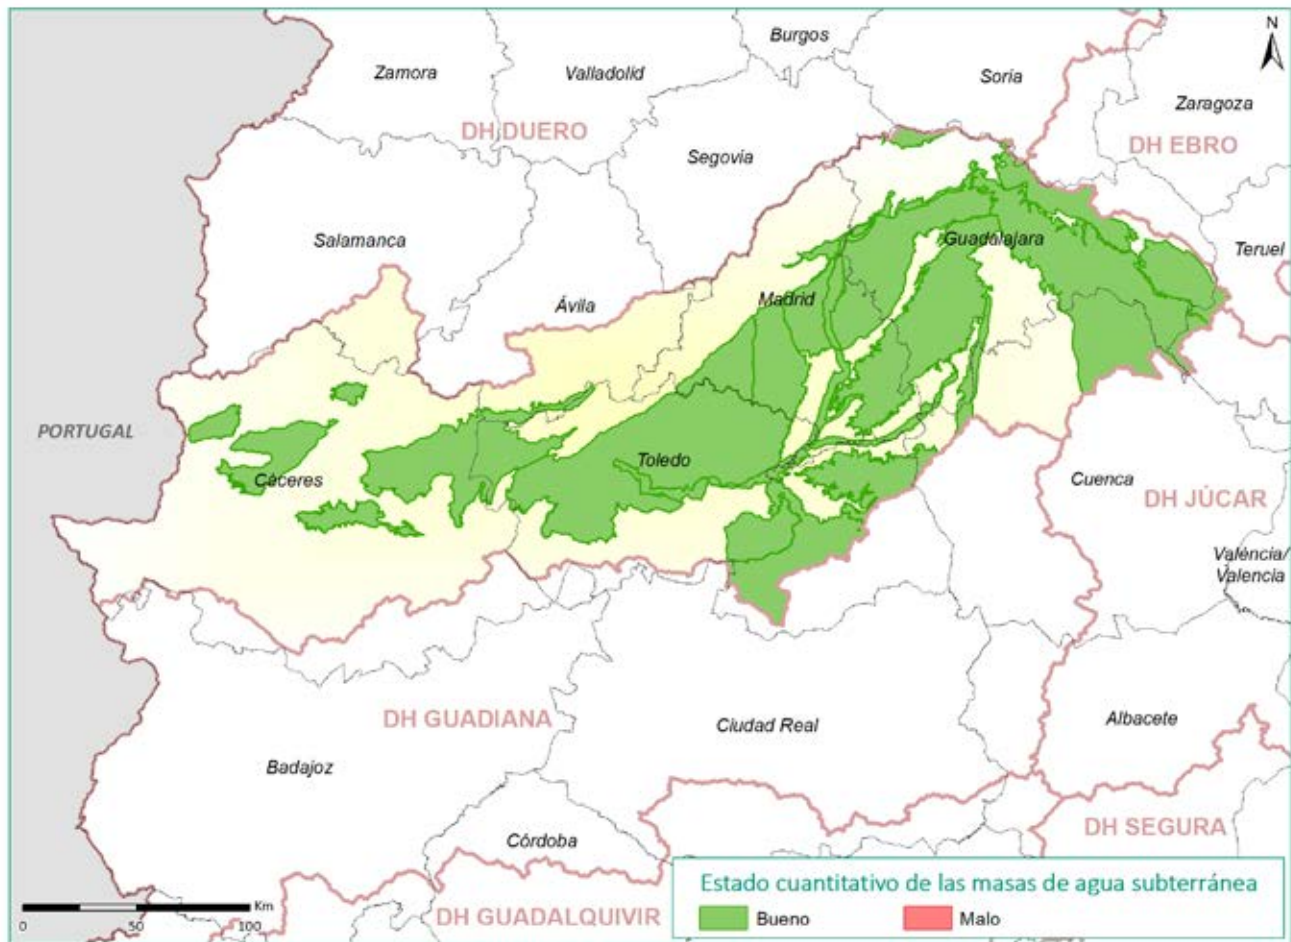 Burgos
N
Zamora
Valladolid
Soria
Zaragoza
DH DUERO
DH EBRO
Segovia
Salamanca
Guadalajara
Teruel
Ávila
Madrid
PORTUGAL
Toledo
Cáceres
Cuenca
DH JÚCAR
València/
Valencia
DH GUADIANA
Ciudad Real
Albacete
Badajoz
DH SEGURA
Córdoba
Estado cuantitativo de las masas de agua subterránea
Km
0 50 100
DH GUADALQUIVIR
Bueno
Malo